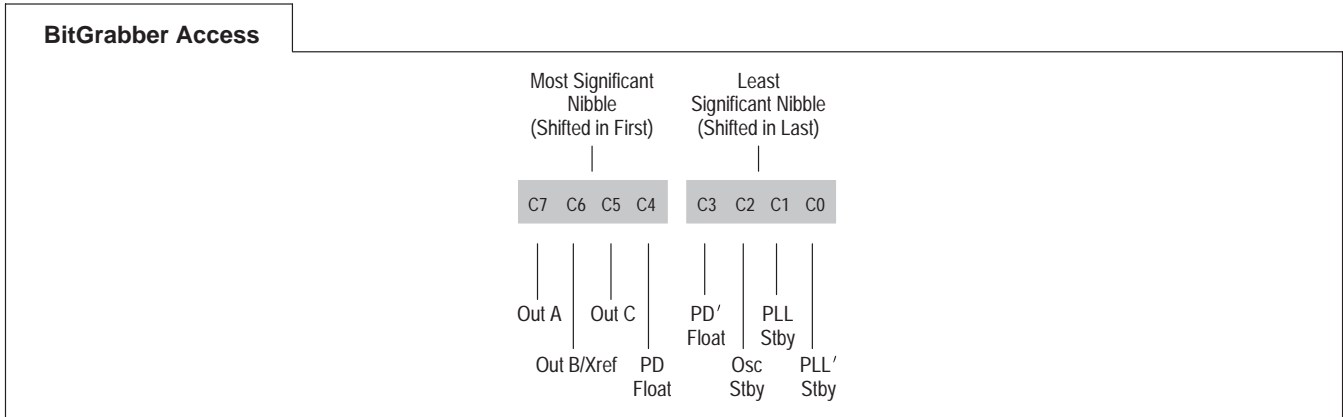 BitGrabber Access
Most Significant
Nibble
(Shifted in First)
Least
Significant Nibble
(Shifted in Last)
C7 C6 C5 C4 C3 C2 C1 C0
Out A
Out C
PD′
Float
PLL
Stby
Out B/Xref
PD
Float
Osc
Stby
PLL′
Stby